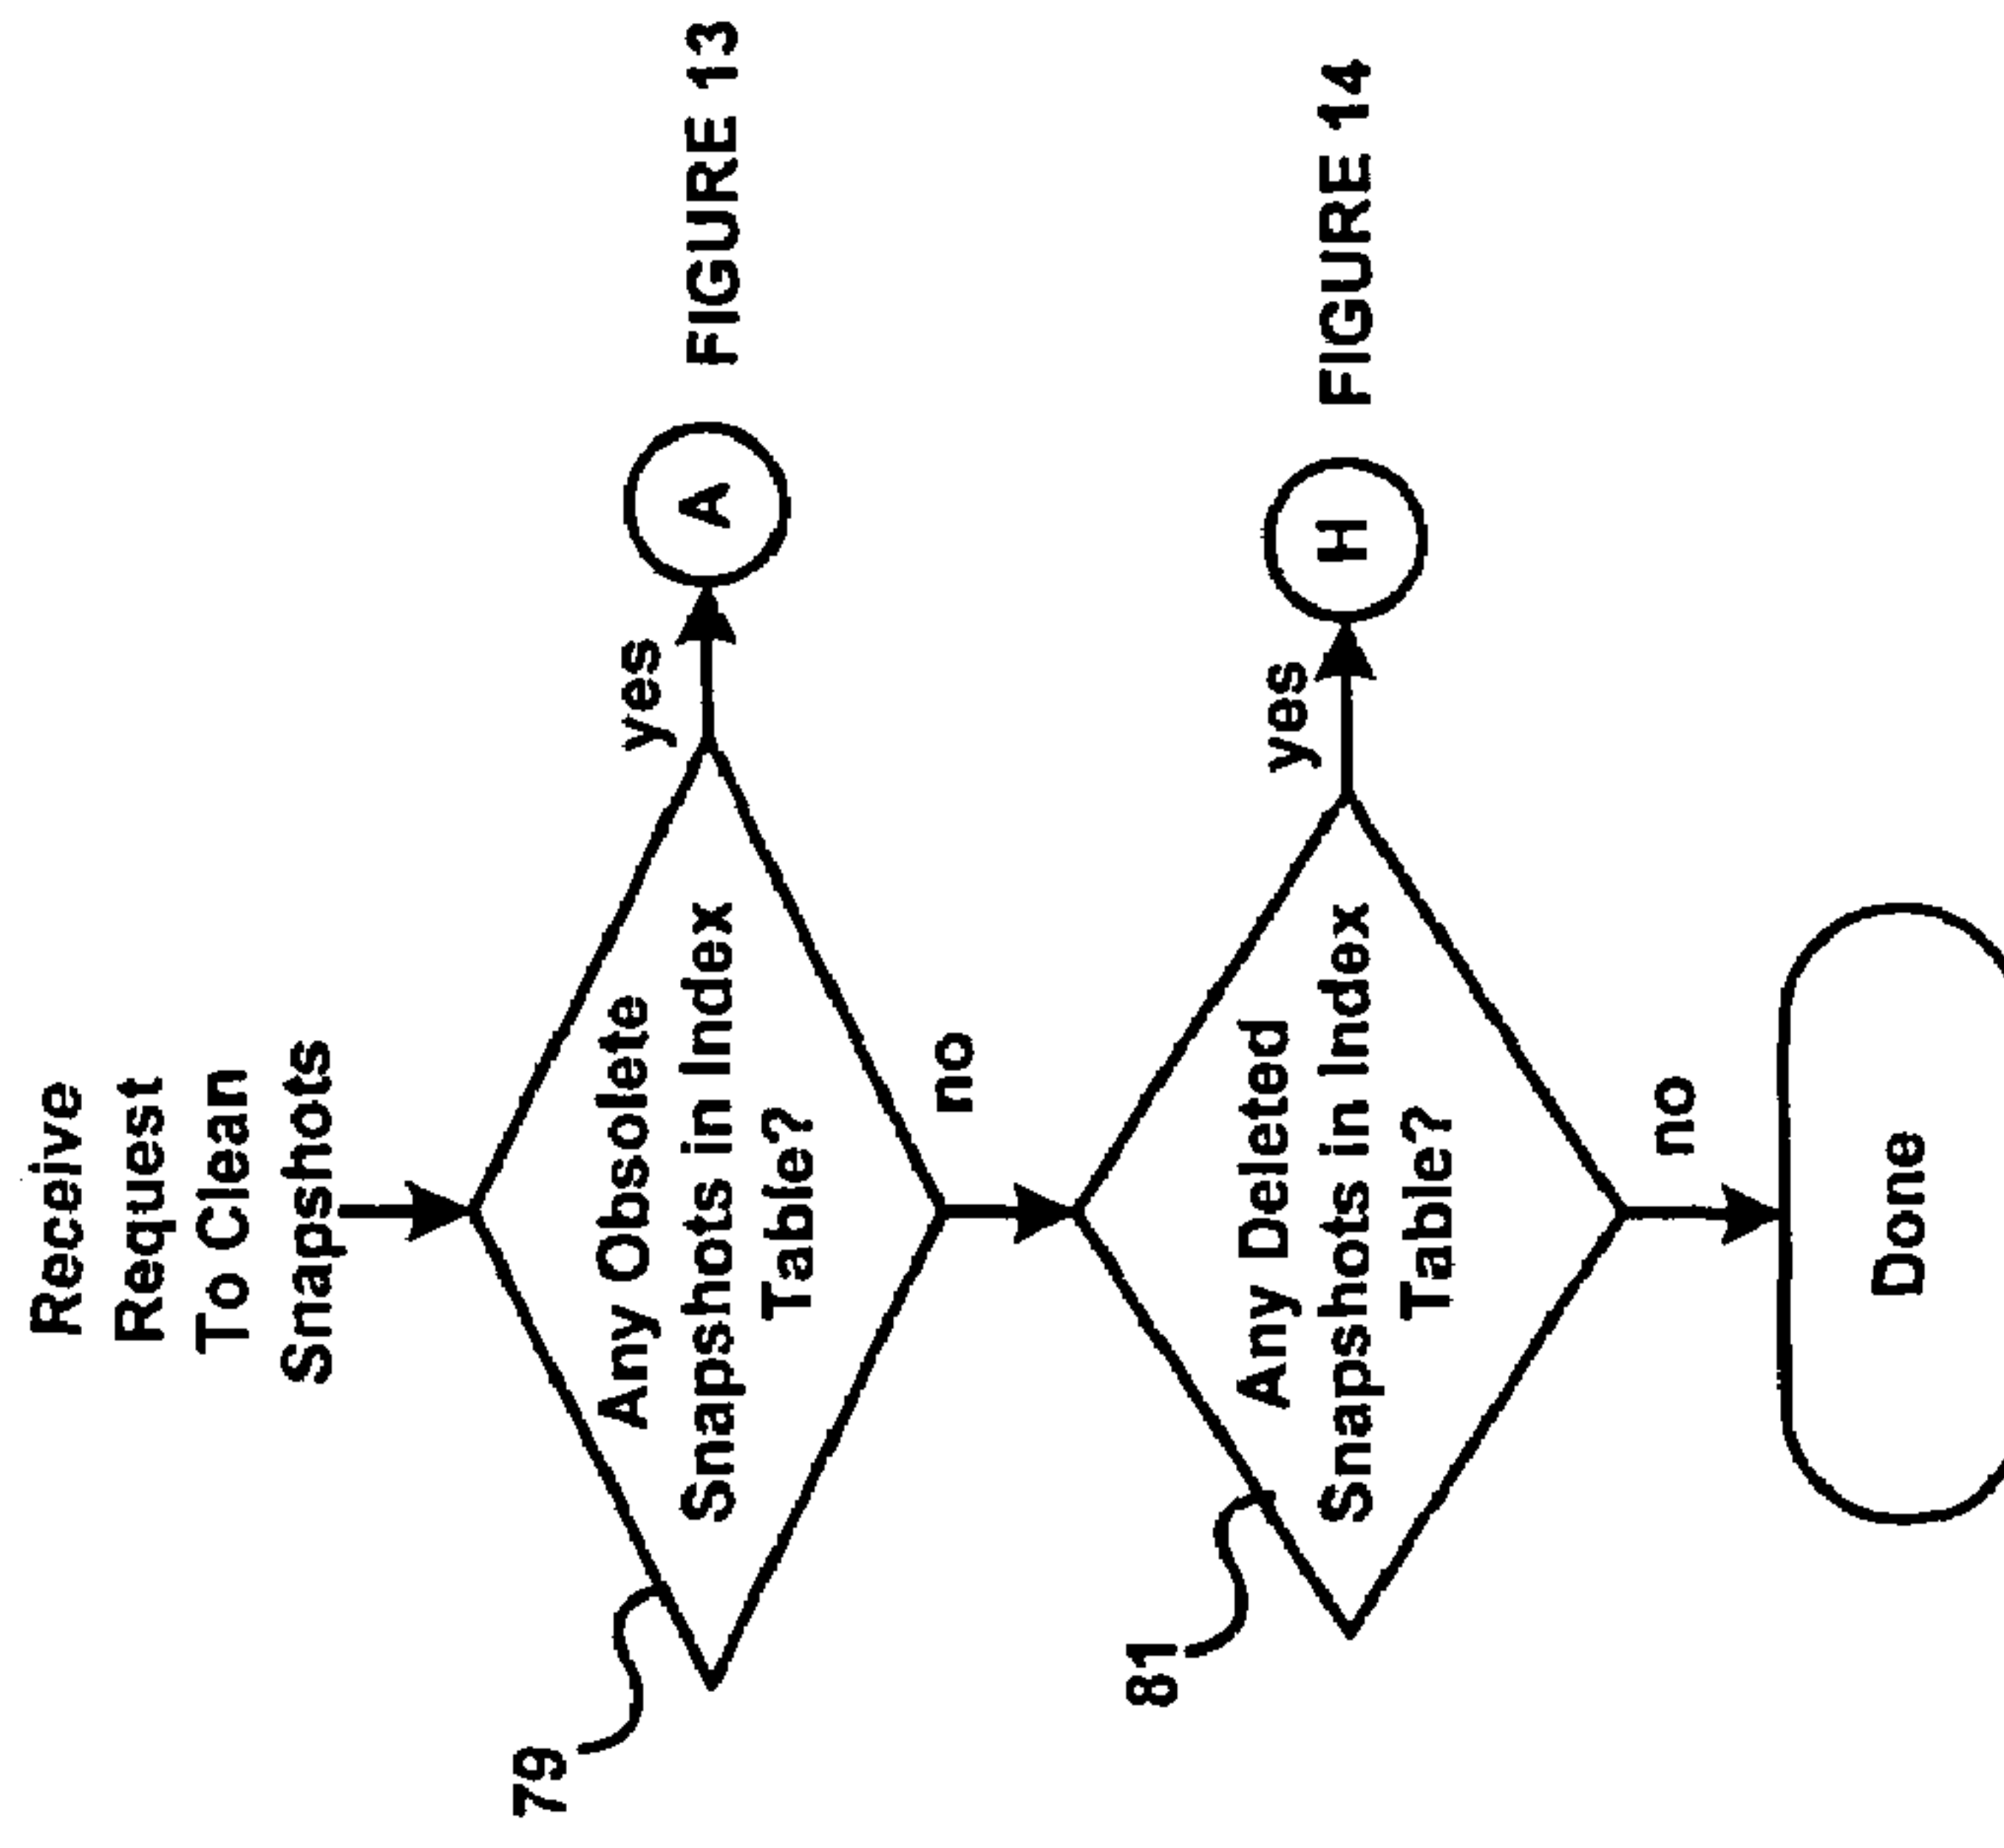 Receive
Request
To Clean
Snapshots
79
Any Obsolete
Snapshots in Index
Table?
yes
A
FIGURE 13
no
81
Any Deleted
Snapshots in Index
Table?
yes
H
FIGURE 14
no
Done